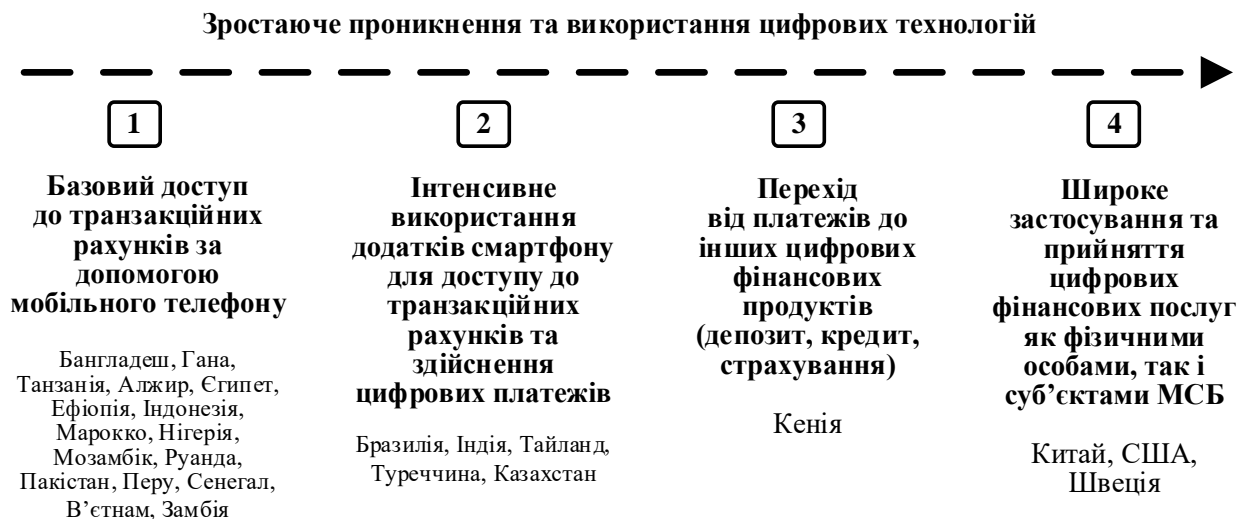 Зростаюче проникнення та використання цифрових технологій
1
Базовий доступ
до транзакційних
рахунків за
допомогою
мобільного телефону
Бангладеш, Гана,
Танзанія, Алжир, Єгипет,
Ефіопія, Індонезія,
Марокко, Нігерія,
Мозамбік, Руанда,
Пакістан, Перу, Сенегал,
В’єтнам, Замбія
2
Інтенсивне
використання
додатків смартфону
для доступу до
транзакційних
рахунків та
здійснення
цифрових платежів
Бразилія, Індія, Тайланд,
Туреччина, Казахстан
3
Перехід
від платежів до
інших цифрових
фінансових
продуктів
(депозит, кредит,
страхування)
Кенія
4
Широке
застосування та
прийняття
цифрових
фінансових послуг
як фізичними
особами, так і
суб’єктами МСБ
Китай, США,
Швеція